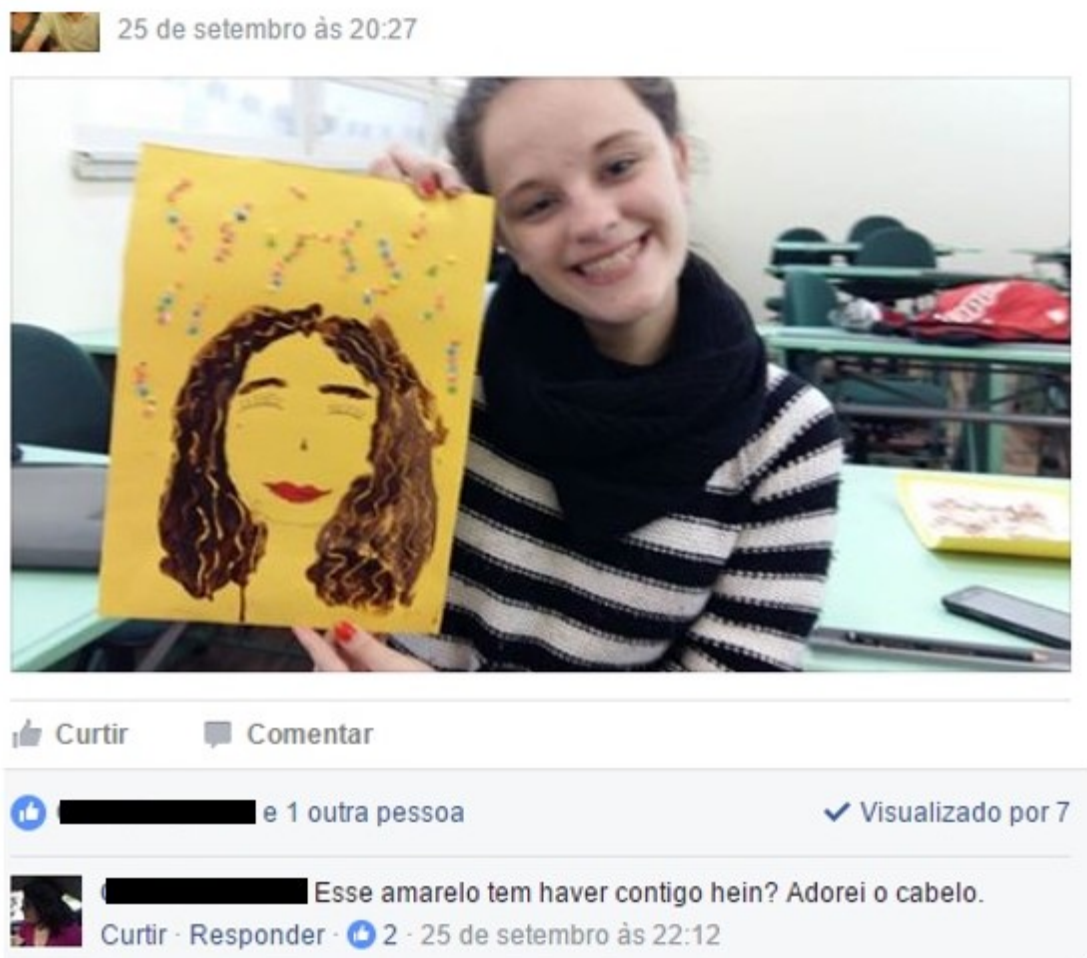 25 de setembro às 20:27
Curtir Comentar
e 1 outra pessoa Visualizado por 7
Esse amarelo tem haver contigo hein? Adorei o cabelo.
Curtir · Responder · 2 · 25 de setembro às 22:12